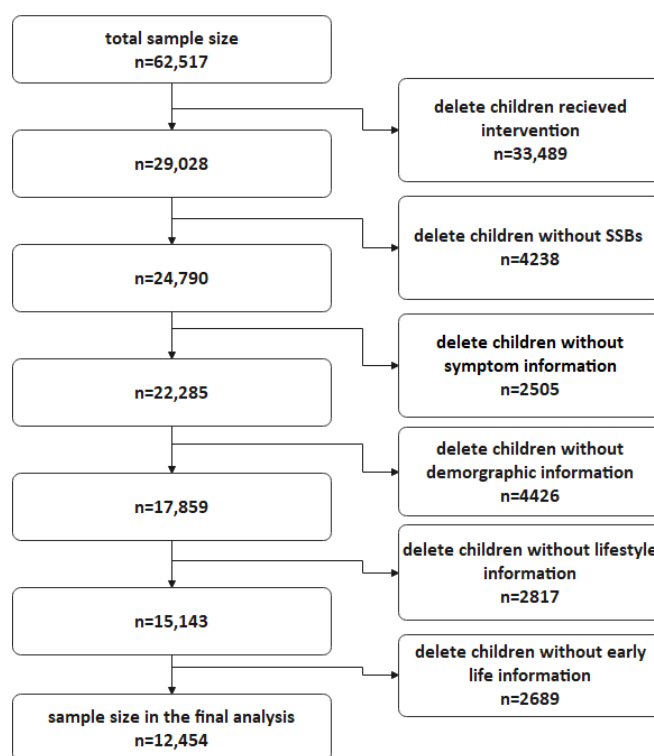 total sample size
n=62,517
delete children recieved
intervention
n=33,489
n=29,028
delete children without SSBs
n=4238
n=24,790
delete children without
symptom information
n=2505
n=22,285
delete children without
demorgraphic information
n=4426
n=17,859
delete children without lifestyle
information
n=2817
n=15,143
delete children without early
life information
n=2689
sample size in the final analysis
n=12,454